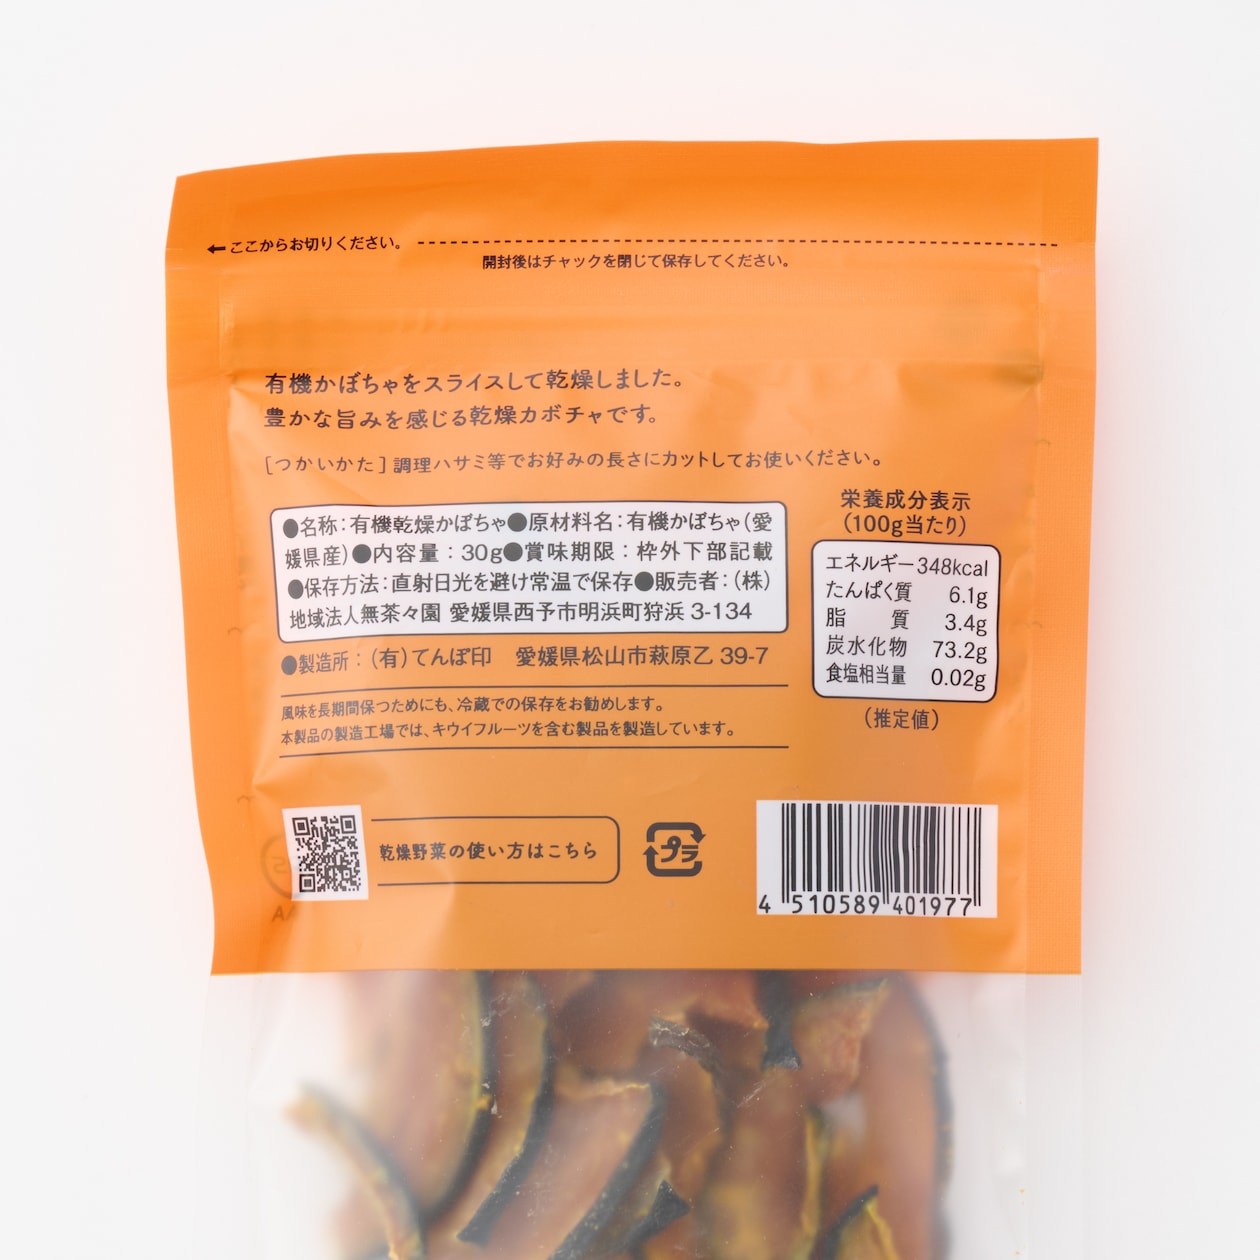 ←ここからお切りください。
開封後はチャックを閉じて保存してください。
有機かぼちゃをスライスして乾燥しました。
豊かな旨みを感じる乾燥カボチャです。
[つかいかた]調理ハサミ等でお好みの長さにカットしてお使いください。
●名称：有機乾燥かぼちゃ●原材料名：有機かぼちゃ（愛
媛県産）●内容量：30g●賞味期限：枠外下部記載
●保存方法：直射日光を避け常温で保存●販売者：（株）
地域法人無茶々園 愛媛県西予市明浜町狩浜 3-134
●製造所：（有）てんぽ印　愛媛県松山市萩原乙 39-7
風味を長期間保つためにも、冷蔵での保存をお勧めします。
本製品の製造工場では、キウイフルーツを含む製品を製造しています。
栄養成分表示
（100g当たり）
エネルギー 348kcal
たんぱく質 6.1g
脂　質 3.4g
炭水化物 73.2g
食塩相当量 0.02g
（推定値）
乾燥野菜の使い方はこちら
プラ
4 510589 401977